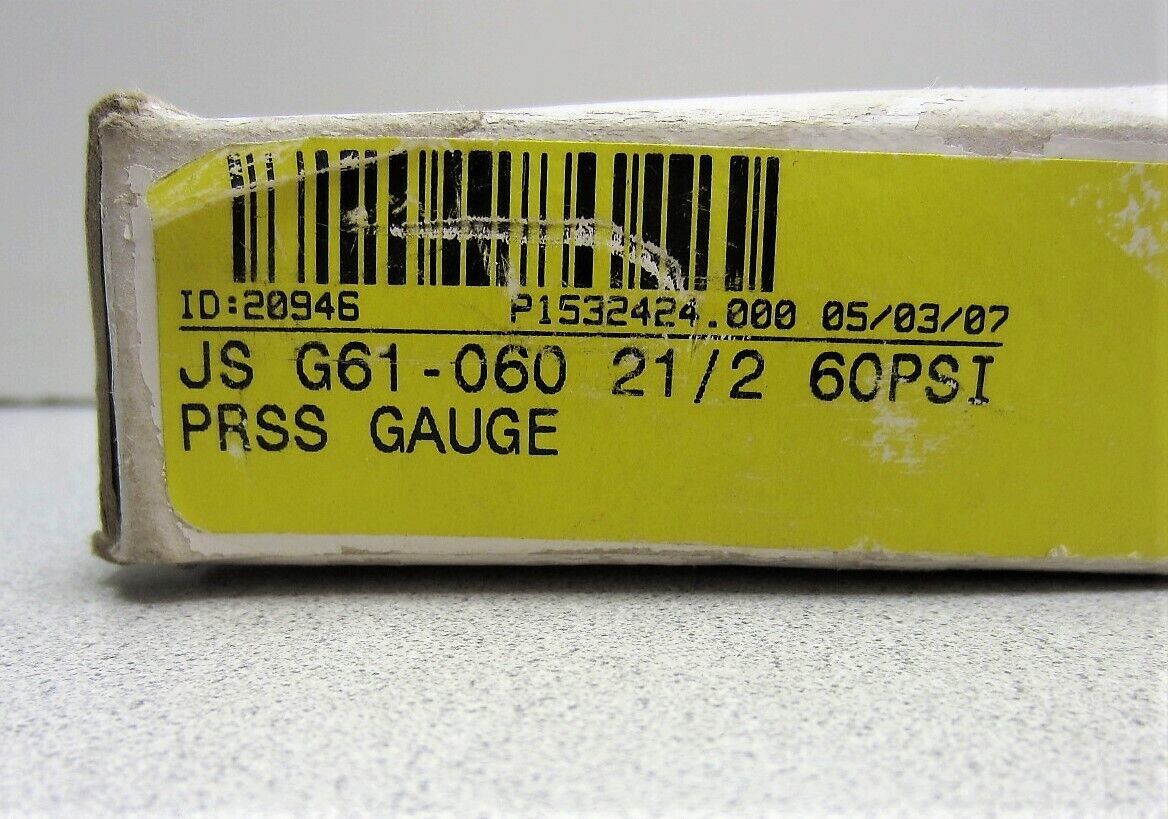 ID:20946 P1532424.000 05/03/07
JS G61-060 21/2 60PSI
PRSS GAUGE